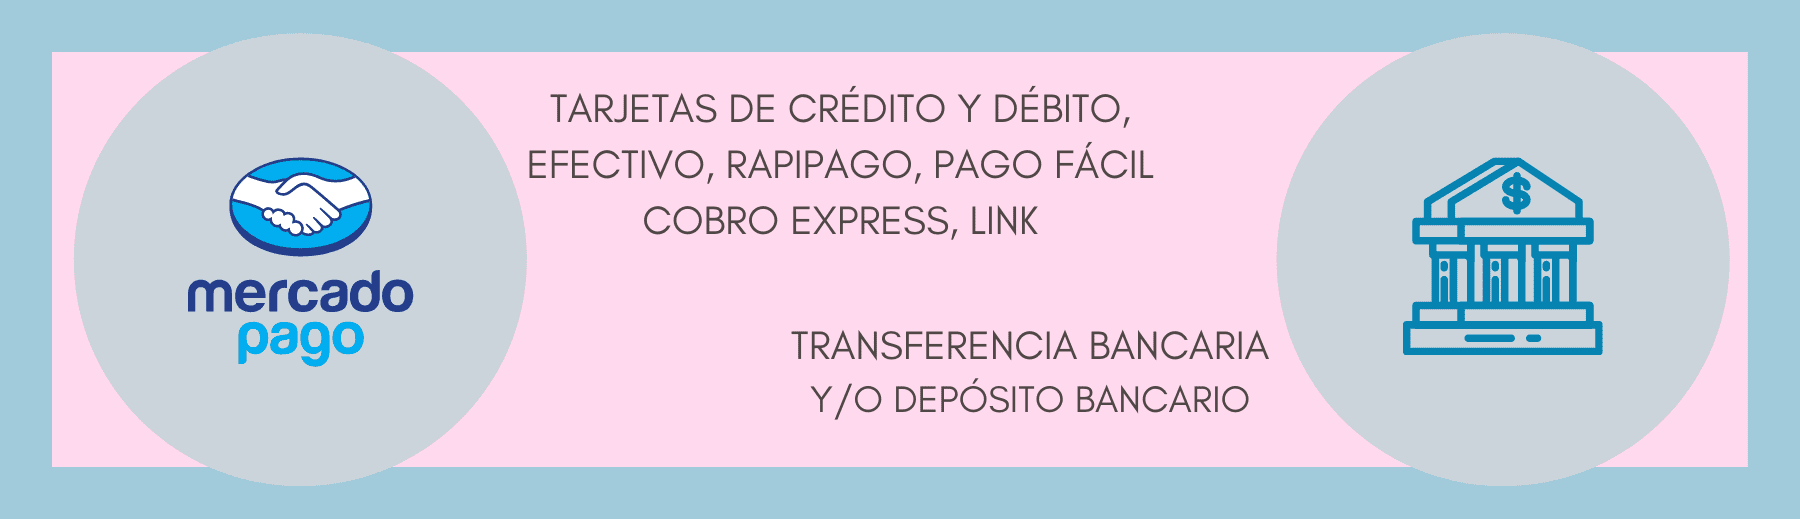 mercado
pago
TARJETAS DE CRÉDITO Y DÉBITO,
EFECTIVO, RAPIPAGO, PAGO FÁCIL
COBRO EXPRESS, LINK
TRANSFERENCIA BANCARIA
Y/O DEPÓSITO BANCARIO
$